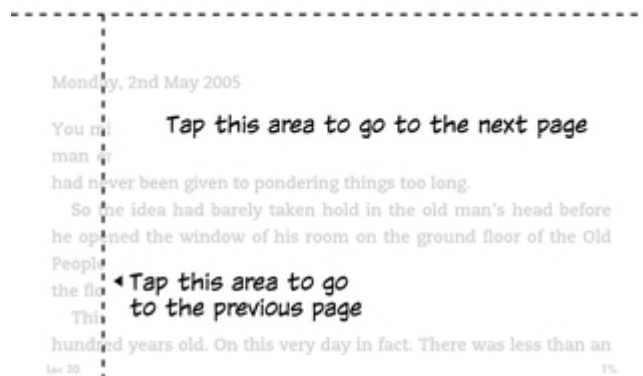 Monday, 2nd May 2005
Tap this area to go to the next page
You
man
had never been given to pondering things too long.
So the idea had barely taken hold in the old man's head before
he opened the window of his room on the ground floor of the Old
People
◂ Tap this area to go
the
to the previous page
hundred years old. On this very day in fact. There was less than an
Loc 30 1%